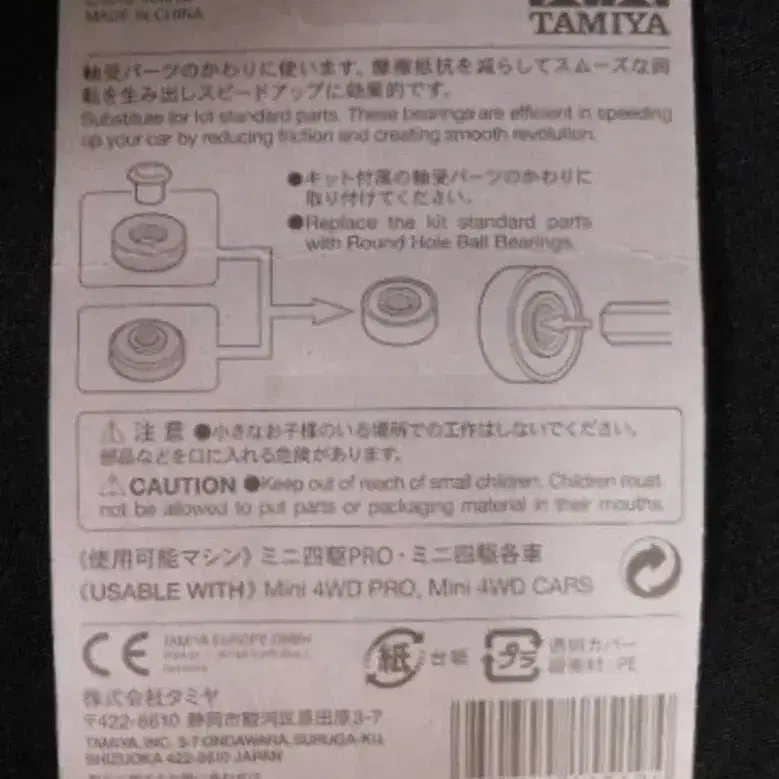 MADE IN CHINA
TAMIYA
軸受パーツのかわりに使います。摩擦抵抗を減らしてスムーズな回
転を生み出しスピードアップに効果的です。
Substitute for kit standard parts. These bearings are efficient in speeding
up your car by reducing friction and creating smooth revolution.
●キット付属の軸受パーツのかわりに
取り付けてください。
●Replace the kit standard parts
with Round Hole Ball Bearings.
注意 ●小さなお子様のいる場所での工作はしないでください。
部品などを口に入れる危険があります。
CAUTION ●Keep out of reach of small children. Children must
not be allowed to put parts or packaging material in their mouths.
《使用可能マシン》ミニ四駆PRO・ミニ四駆各車
《USABLE WITH》Mini 4WD PRO, Mini 4WD CARS
CE
TAMIYA EUROPE GMBH
紙 台紙
プラ
透明カバー
PE
株式会社タミヤ
〒422-8610 静岡市駿河区恩田原3-7
TAMIYA, INC. 3-7 ONDAWARA, SURUGA-KU,
SHIZUOKA 422-8610 JAPAN